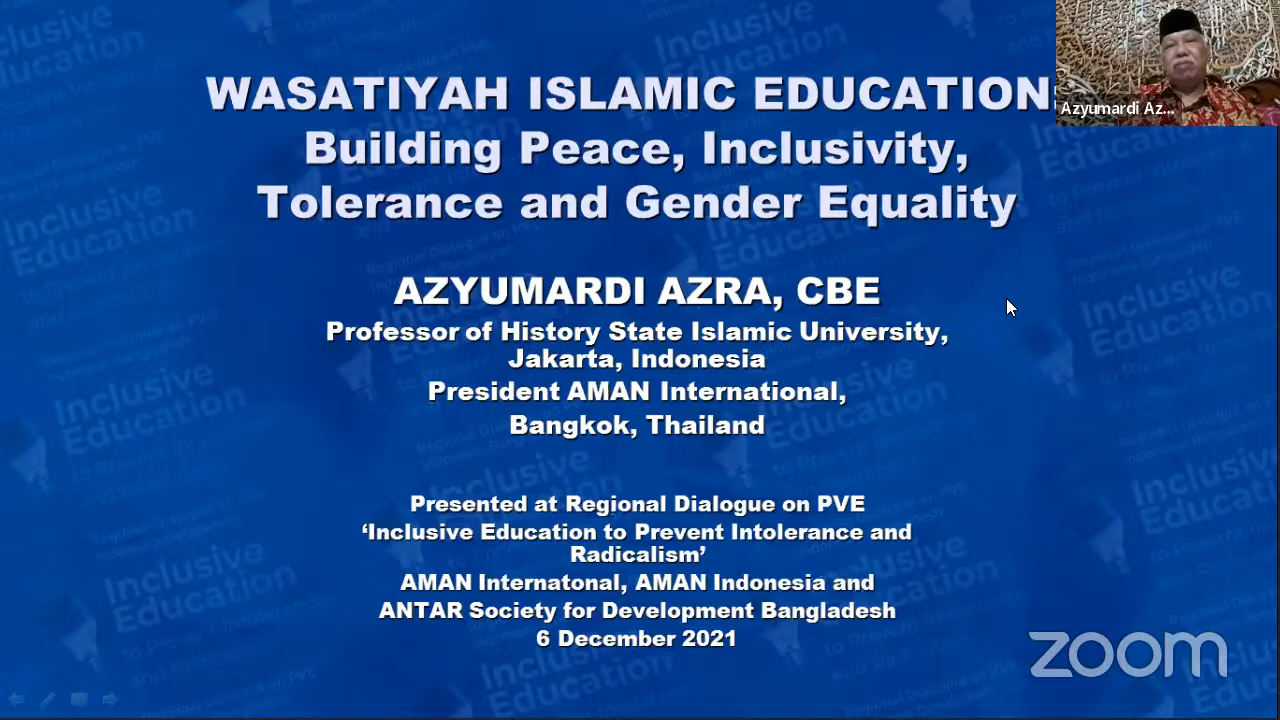 WASATIYAH ISLAMIC EDUCATION:
Building Peace, Inclusivity,
Tolerance and Gender Equality
Azyumardi Az...
AZYUMARDI AZRA, CBE
Professor of History State Islamic University,
Jakarta, Indonesia
President AMAN International,
Bangkok, Thailand
Presented at Regional Dialogue on PVE
‘Inclusive Education to Prevent Intolerance and
Radicalism’
AMAN Internatonal, AMAN Indonesia and
ANTAR Society for Development Bangladesh
6 December 2021
zoom
Inclusive
Education